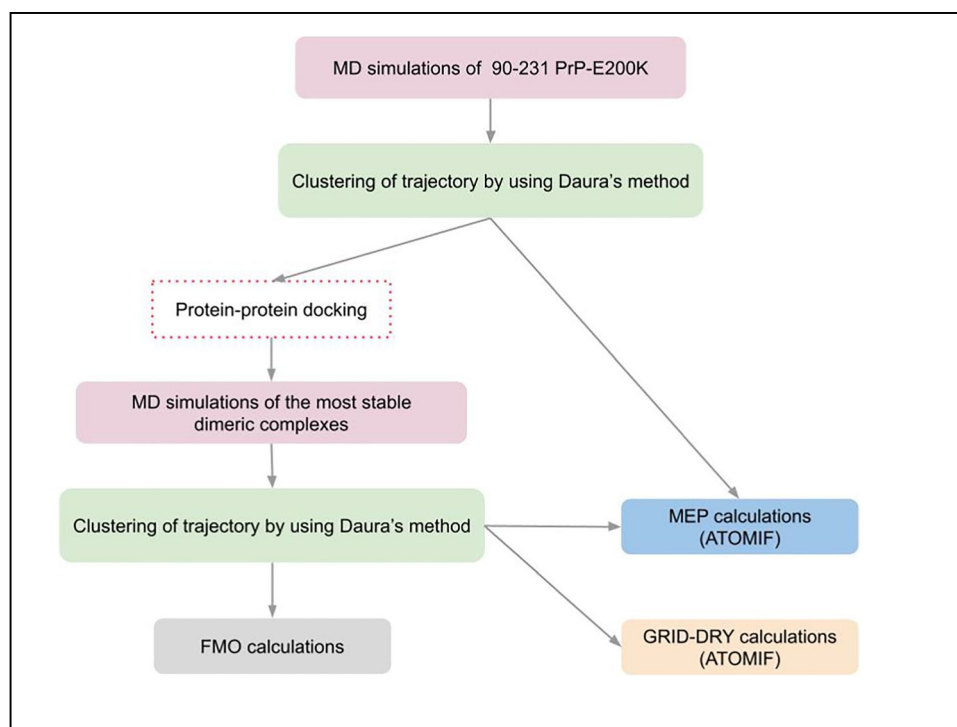 MD simulations of 90-231 PrP-E200K
Clustering of trajectory by using Daura's method
Protein-protein docking
MD simulations of the most stable
dimeric complexes
Clustering of trajectory by using Daura's method
MEP calculations
(ATOMIF)
FMO calculations
GRID-DRY calculations
(ATOMIF)